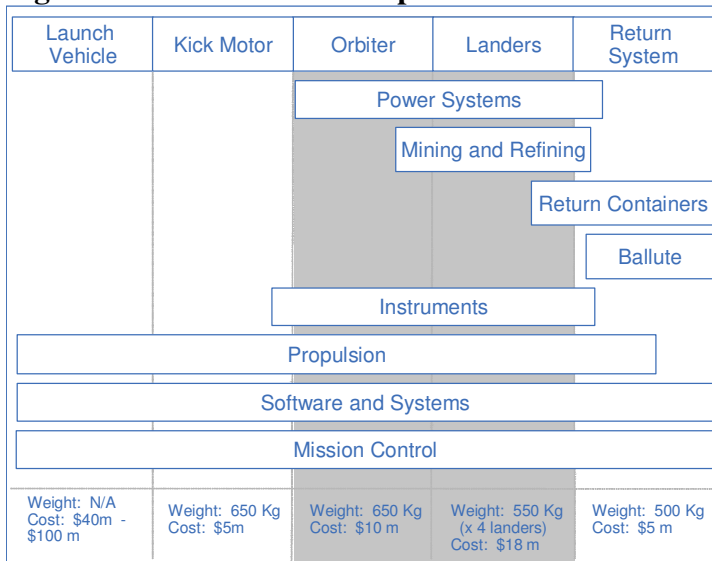 Launch
Vehicle
Kick Motor
Orbiter
Landers
Return
System
Power Systems
Mining and Refining
Return Containers
Ballute
Instruments
Propulsion
Software and Systems
Mission Control
Weight: N/A
Cost: $40m -
$100 m
Weight: 650 Kg
Cost: $5m
Weight: 650 Kg
Cost: $10 m
Weight: 550 Kg
(x 4 landers)
Cost: $18 m
Weight: 500 Kg
Cost: $5 m